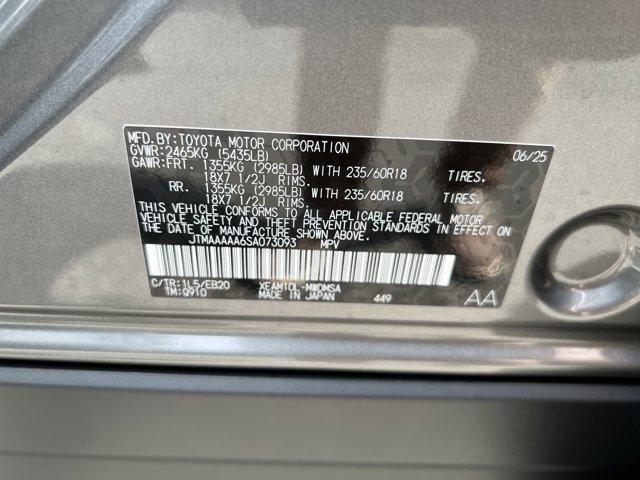 MFD.BY:TOYOTA MOTOR CORPORATION 06/25
GVWR:2465KG (5435LB)
GAWR:FRT. 1355KG (2985LB) WITH 235/60R18 TIRES.
18X7 1/2J RIMS.
RR. 1355KG (2985LB) WITH 235/60R18 TIRES.
18X7 1/2J RIMS.
THIS VEHICLE CONFORMS TO ALL APPLICABLE FEDERAL MOTOR
VEHICLE SAFETY AND THEFT PREVENTION STANDARDS IN EFFECT ON
THE DATE OF MANUFACTURE SHOWN ABOVE.
JTMAAAAA6SA073093 MPV
C/TR:1L5/EB20 XEAM10L-MWDMSA
TM:Q910 MADE IN JAPAN 449 AA